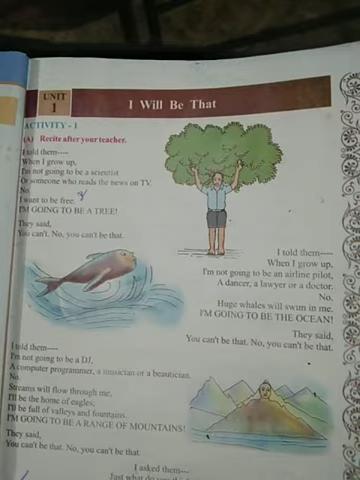 UNIT
1
I Will Be That
ACTIVITY - 1
(A) Recite after your teacher.
I told them----
When I grow up,
I'm not going to be a scientist
Or someone who reads the news on TV.
No
I want to be free.
I'M GOING TO BE A TREE!
They said,
You can't. No, you can't be that.
I told them----
When I grow up,
I'm not going to be an airline pilot,
A dancer, a lawyer or a doctor.
No.
Huge whales will swim in me.
I'M GOING TO BE THE OCEAN!
They said,
You can't be that. No, you can't be that.
I told them----
I'm not going to be a DJ,
A computer programmer, a musician or a beautician.
No.
Streams will flow through me,
I'll be the home of eagles;
I'll be full of valleys and fountains.
I'M GOING TO BE A RANGE OF MOUNTAINS!
They said,
You can't be that. No, you can't be that.
I asked them---
Just what do you